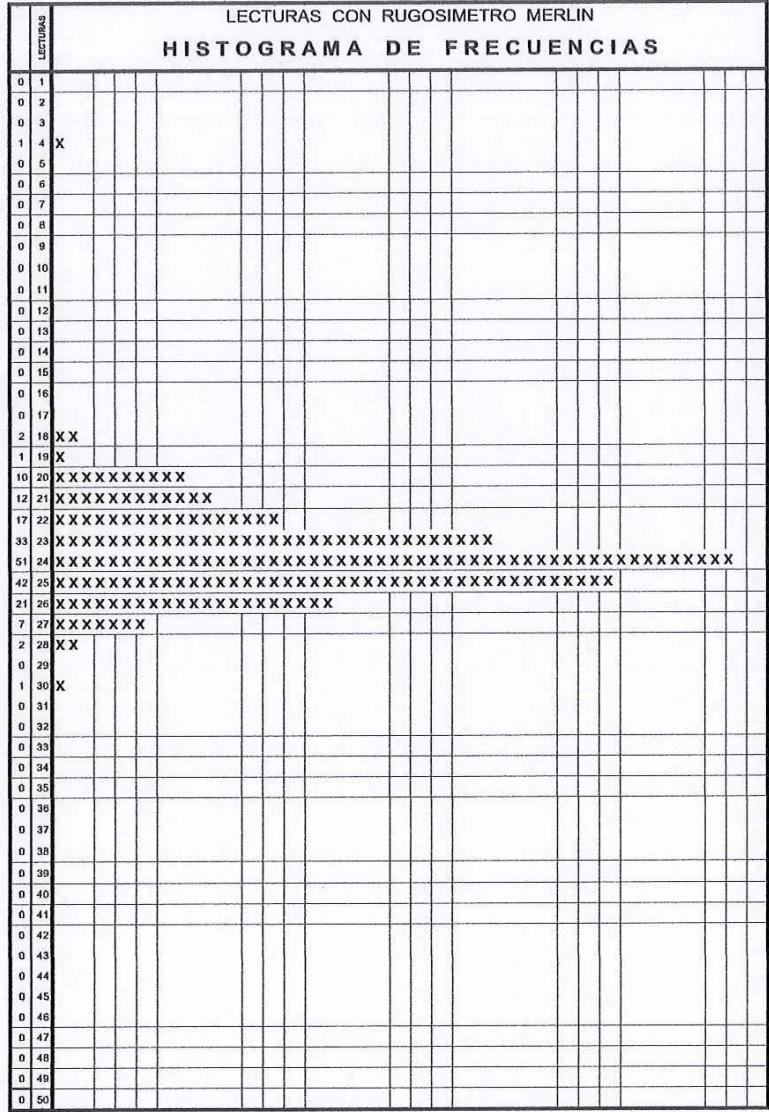 LECTURAS
LECTURAS CON RUGOSIMETRO MERLIN
HISTOGRAMA DE FRECUENCIAS
0 1
0 2
0 3
1 4 X
0 5
0 6
0 7
0 8
0 9
0 10
0 11
0 12
0 13
0 14
0 15
0 16
0 17
2 18 XX
1 19 X
10 20 XXXXXXXXXX
12 21 XXXXXXXXXXXX
17 22 XXXXXXXXXXXXXXXXX
33 23 XXXXXXXXXXXXXXXXXXXXXXXXXXXXXXXXX
51 24 XXXXXXXXXXXXXXXXXXXXXXXXXXXXXXXXXXXXXXXXXXXXXXXXXXX
42 25 XXXXXXXXXXXXXXXXXXXXXXXXXXXXXXXXXXXXXXXXXX
21 26 XXXXXXXXXXXXXXXXXXXXX
7 27 XXXXXXX
2 28 XX
0 29
1 30 X
0 31
0 32
0 33
0 34
0 35
0 36
0 37
0 38
0 39
0 40
0 41
0 42
0 43
0 44
0 45
0 46
0 47
0 48
0 49
0 50